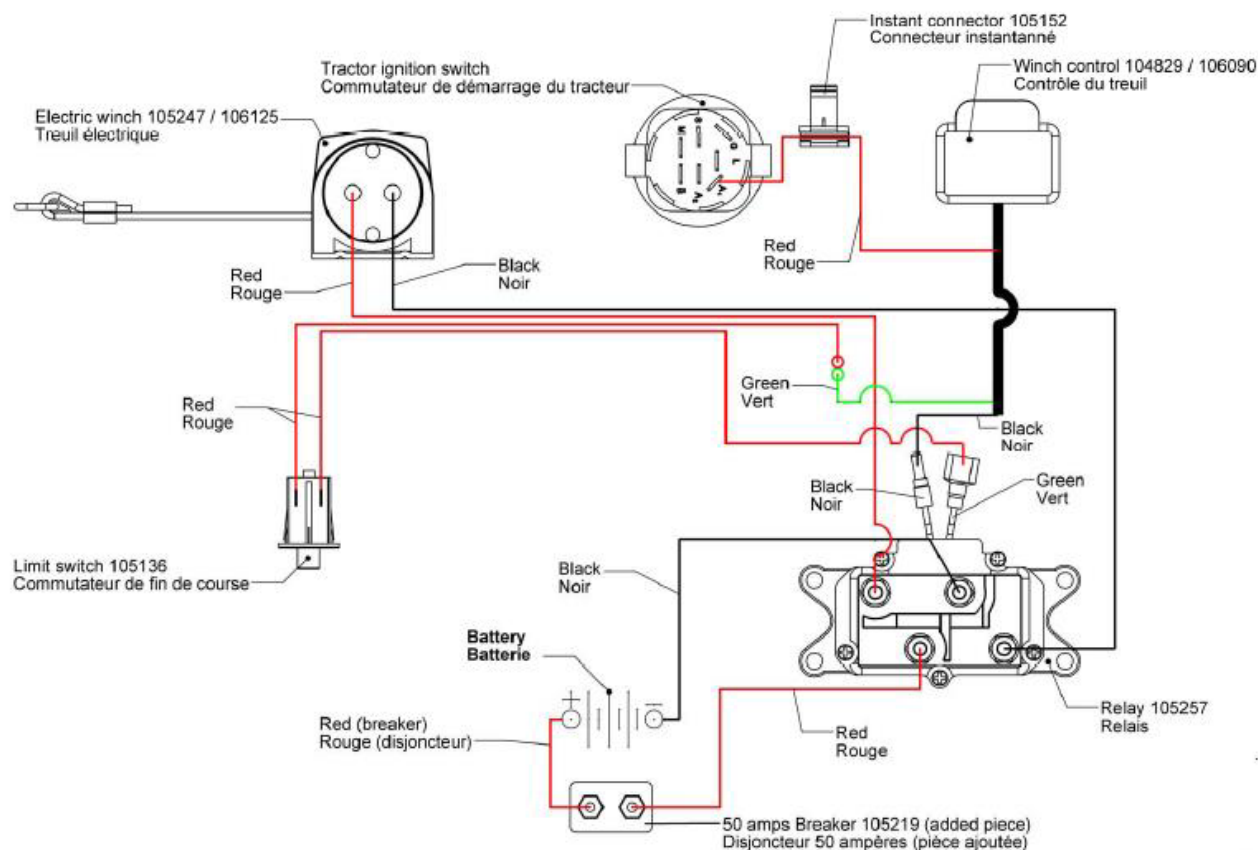 Instant connector 105152
Connecteur instantanné
Tractor ignition switch
Commutateur de démarrage du tracteur
Winch control 104829 / 106090
Contrôle du treuil
Electric winch 105247 / 106125
Treuil électrique
S
M
G
L
B
A₂
A₁
Red
Rouge
Black
Noir
Red
Rouge
Green
Vert
Red
Rouge
Black
Noir
Black
Noir
Green
Vert
Limit switch 105136
Commutateur de fin de course
Black
Noir
Battery
Batterie
+
−
Red (breaker)
Rouge (disjoncteur)
Red
Rouge
Relay 105257
Relais
50 amps Breaker 105219 (added piece)
Disjoncteur 50 ampères (pièce ajoutée)